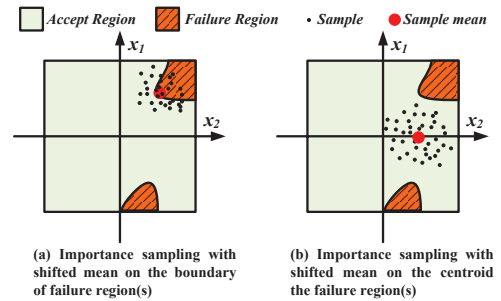 Accept Region Failure Region Sample Sample mean
x1 x1
x2 x2
(a) Importance sampling with
shifted mean on the boundary
of failure region(s)
(b) Importance sampling with
shifted mean on the centroid
the failure region(s)